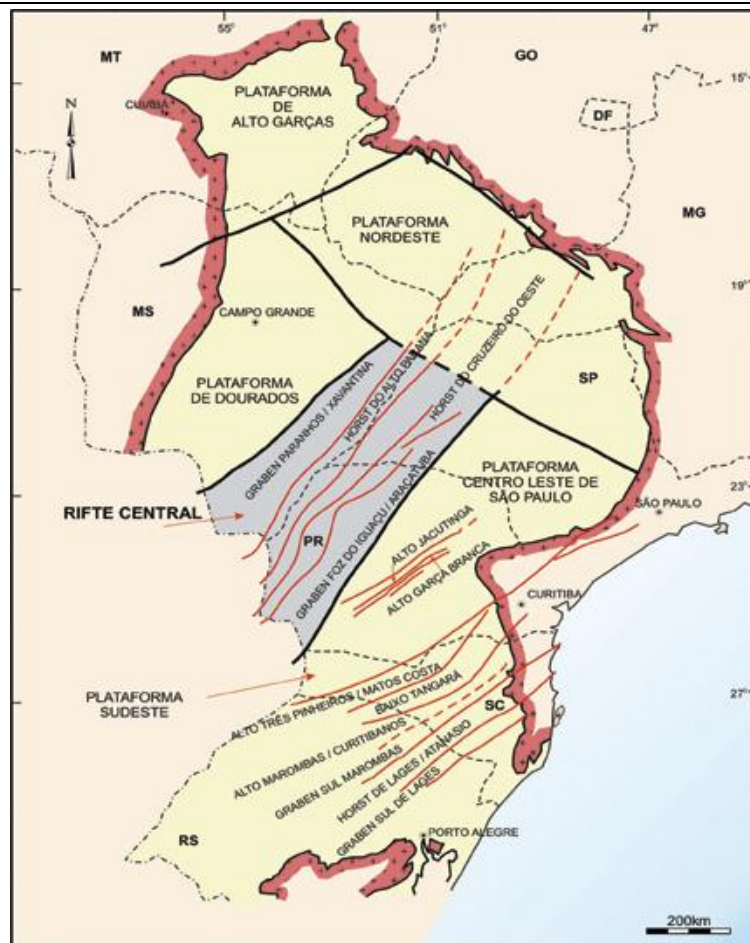 55°
51°
47°
MT
GO
15°
PLATAFORMA
DE
ALTO GARÇAS
CUIABÁ
N
DF
MG
PLATAFORMA
NORDESTE
19°
MS
CAMPO GRANDE
PLATAFORMA
DE DOURADOS
GRABEN PARANHOS / XAVANTINA
HORST DO ALTO PARANÁ
HORST DO CRUZEIRO DO OESTE
SP
PLATAFORMA
CENTRO LESTE DE
SÃO PAULO
23°
SÃO PAULO
RIFTE CENTRAL
PR
GRABEN FOZ DO IGUAÇU / ARAÇATUBA
ALTO JACUTINGA
ALTO GARÇA BRANCA
CURITIBA
PLATAFORMA
SUDESTE
ALTO TRÊS PINHEIROS / MATOS COSTA
BAIXO TANGARÁ
SC
27°
ALTO MAROMBAS / CURITIBANOS
GRABEN SUL MAROMBAS
HORST DE LAGES / ATANASIO
GRABEN SUL DE LAGES
RS
PORTO ALEGRE
200km